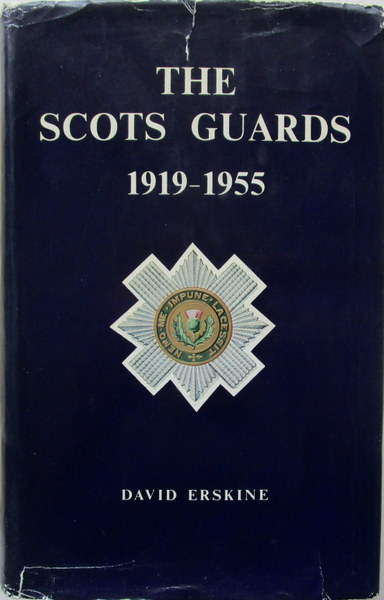 THE
SCOTS GUARDS
1919-1955
NEMO·ME·IMPUNE·LACESSIT
DAVID ERSKINE